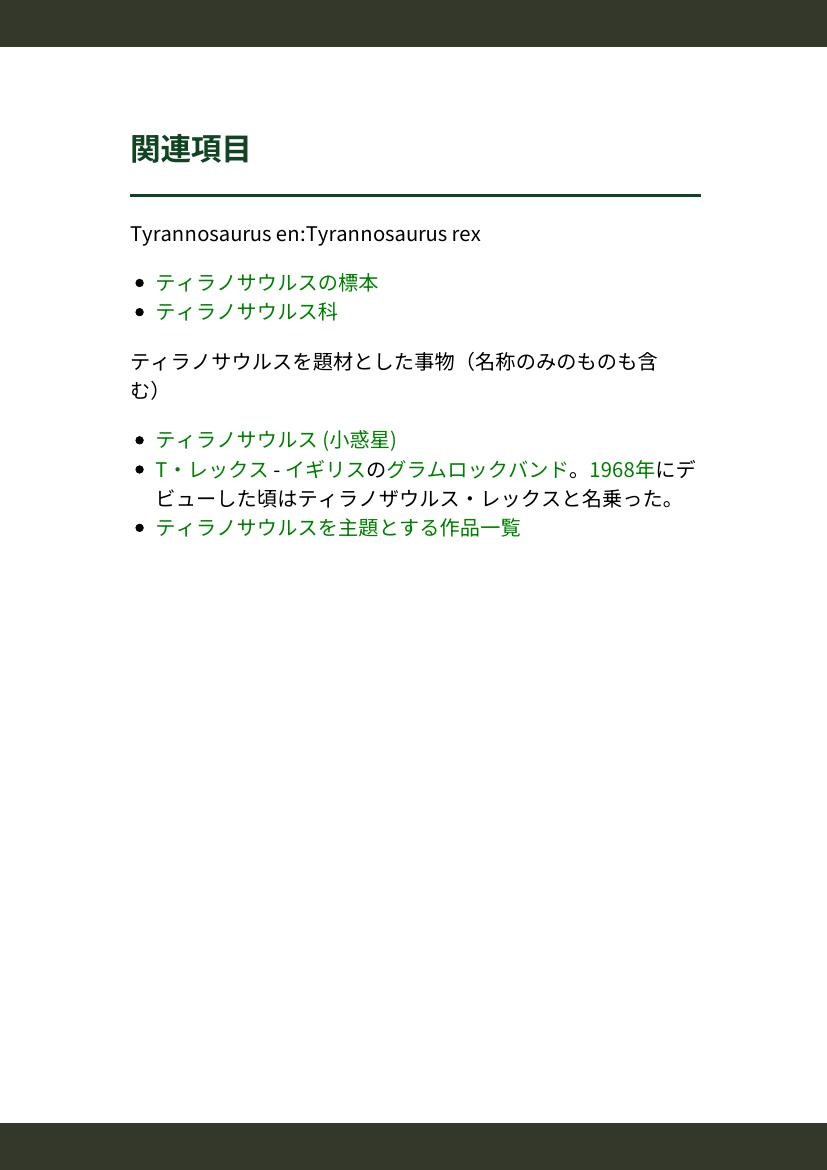 関連項目
Tyrannosaurus en:Tyrannosaurus rex
ティラノサウルスの標本
ティラノサウルス科
ティラノサウルスを題材とした事物（名称のみのものも含
む）
ティラノサウルス (小惑星)
T・レックス - イギリスのグラムロックバンド。1968年にデ
ビューした頃はティラノザウルス・レックスと名乗った。
ティラノサウルスを主題とする作品一覧